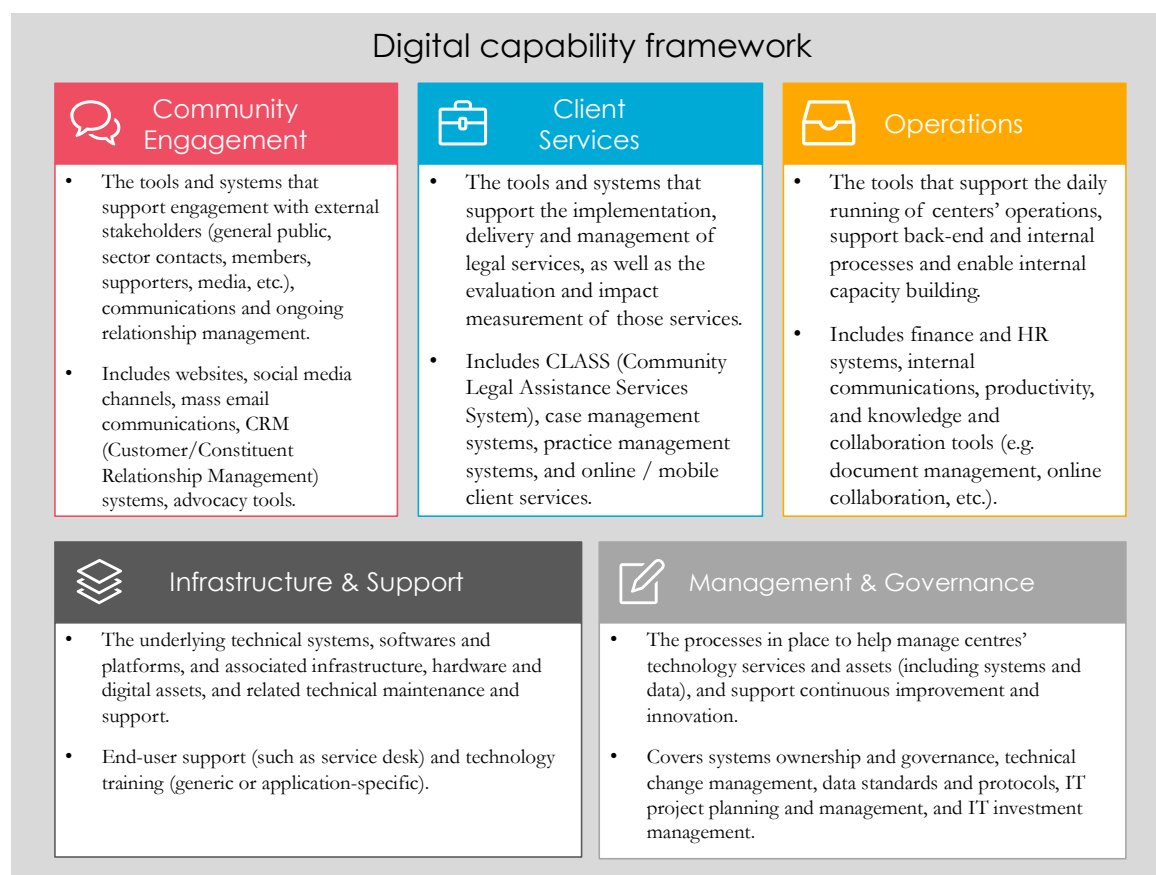 Digital capability framework
Community
Engagement
• The tools and systems that
support engagement with external
stakeholders (general public,
sector contacts, members,
supporters, media, etc.),
communications and ongoing
relationship management.
• Includes websites, social media
channels, mass email
communications, CRM
(Customer/Constituent
Relationship Management)
systems, advocacy tools.
Client
Services
• The tools and systems that
support the implementation,
delivery and management of
legal services, as well as the
evaluation and impact
measurement of those services.
• Includes CLASS (Community
Legal Assistance Services
System), case management
systems, practice management
systems, and online / mobile
client services.
Operations
• The tools that support the daily
running of centers' operations,
support back-end and internal
processes and enable internal
capacity building.
• Includes finance and HR
systems, internal
communications, productivity,
and knowledge and
collaboration tools (e.g.
document management, online
collaboration, etc.).
Infrastructure & Support
• The underlying technical systems, softwares and
platforms, and associated infrastructure, hardware and
digital assets, and related technical maintenance and
support.
• End-user support (such as service desk) and technology
training (generic or application-specific).
Management & Governance
• The processes in place to help manage centres'
technology services and assets (including systems and
data), and support continuous improvement and
innovation.
• Covers systems ownership and governance, technical
change management, data standards and protocols, IT
project planning and management, and IT investment
management.